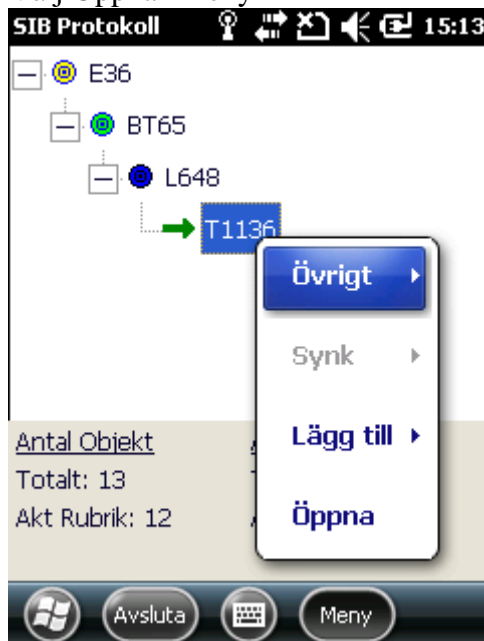 SIB Protokoll 15:13
E36
BT65
L648
T1136
Övrigt
Synk
Lägg till
Öppna
Antal Objekt
Totalt: 13
Akt Rubrik: 12
Avsluta
Meny